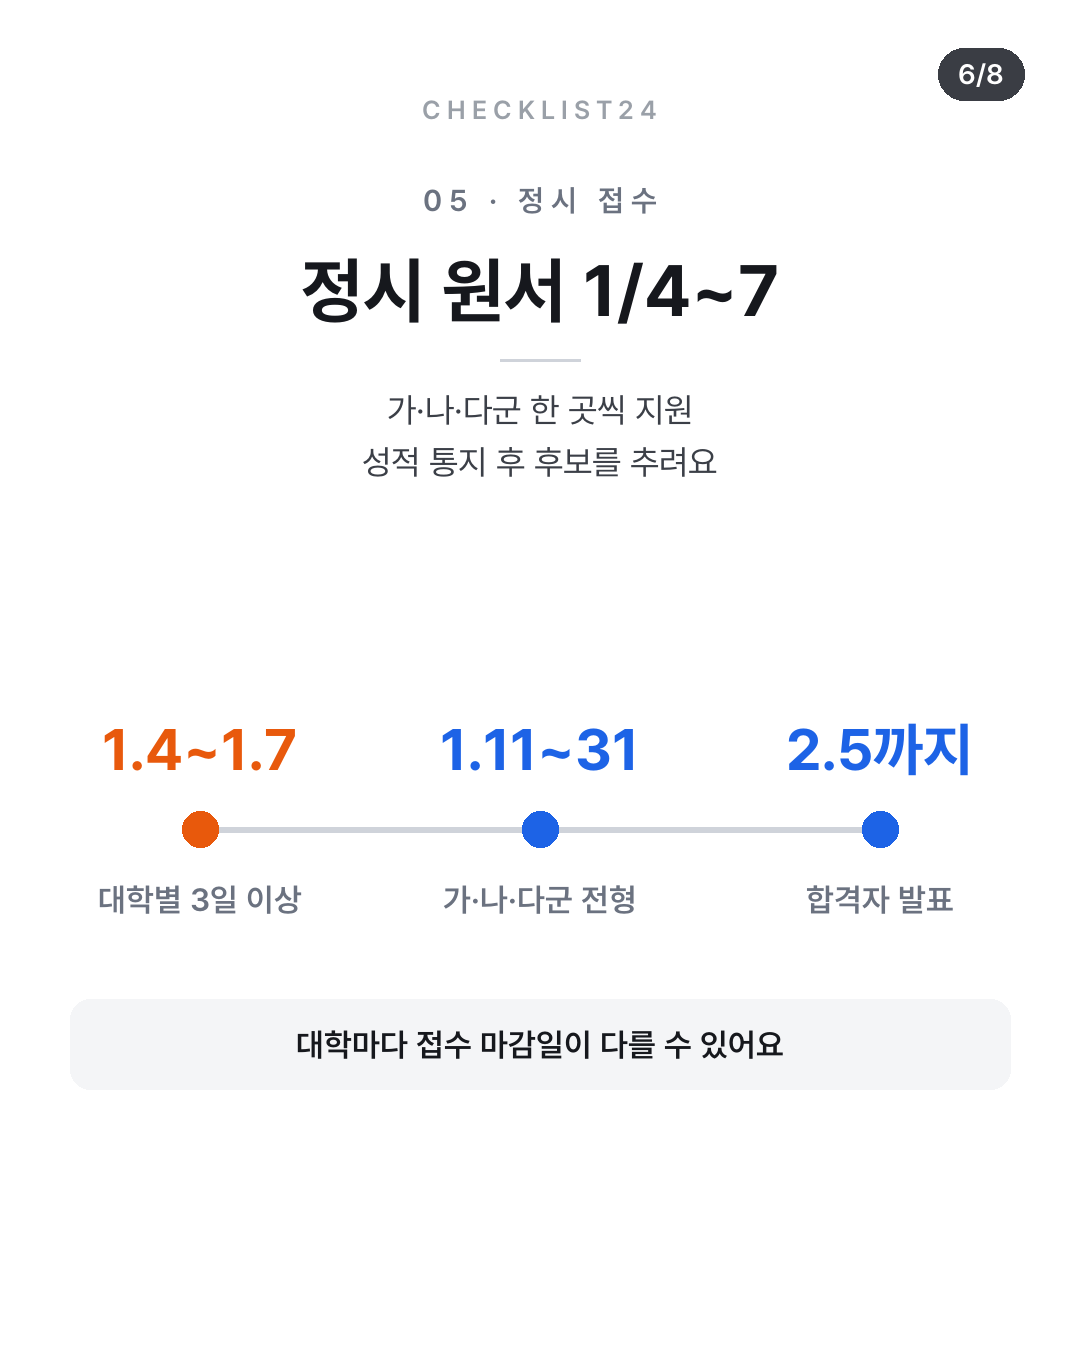 6/8
CHECKLIST24
05 · 정시 접수
정시 원서 1/4~7
가·나·다군 한 곳씩 지원
성적 통지 후 후보를 추려요
1.4~1.7
대학별 3일 이상
1.11~31
가·나·다군 전형
2.5까지
합격자 발표
대학마다 접수 마감일이 다를 수 있어요